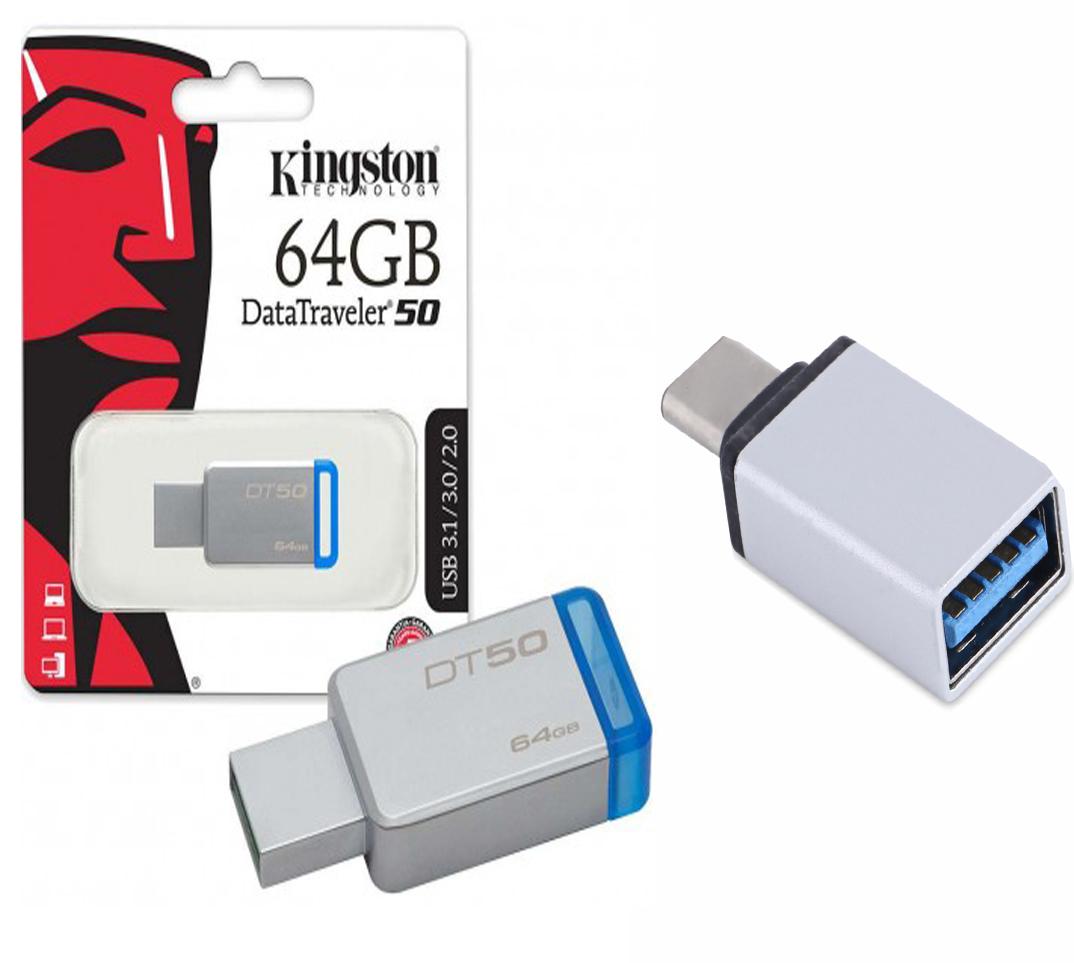 Kingston
TECHNOLOGY
64GB
DataTraveler® 50
USB 3.1/3.0/2.0
DT50
64GB
®
DT50
64GB